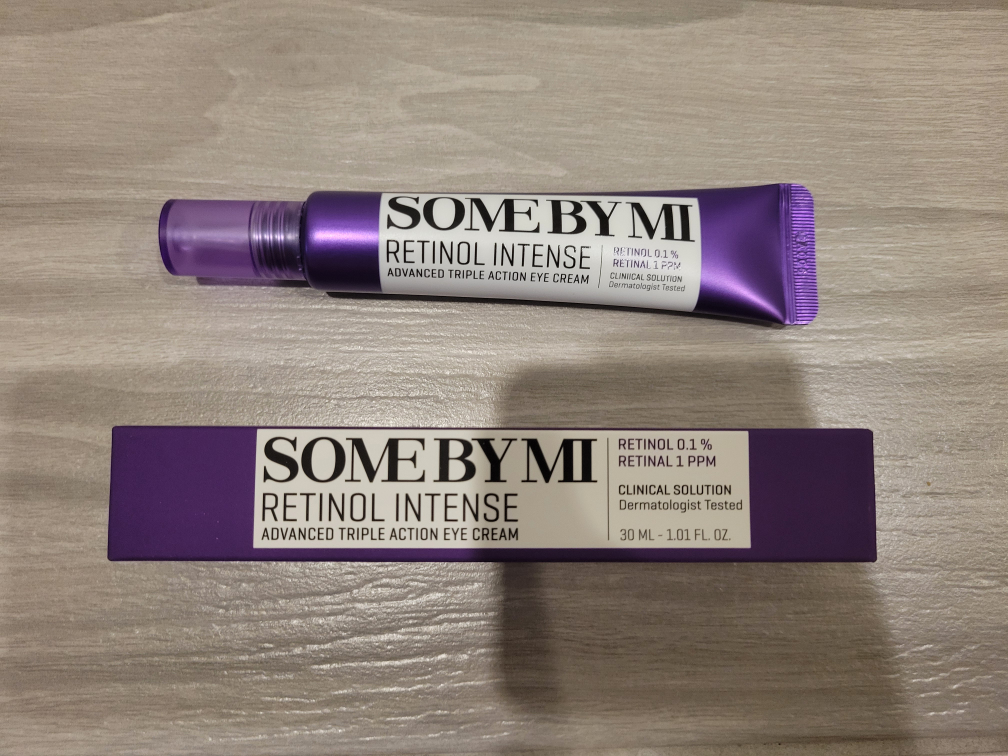 SOME BY MI
RETINOL INTENSE
ADVANCED TRIPLE ACTION EYE CREAM
RETINOL 0.1 %
RETINAL 1 PPM
CLINICAL SOLUTION
Dermatologist Tested
SOME BY MI
RETINOL INTENSE
ADVANCED TRIPLE ACTION EYE CREAM
RETINOL 0.1 %
RETINAL 1 PPM
CLINICAL SOLUTION
Dermatologist Tested
30 ML - 1.01 FL. OZ.